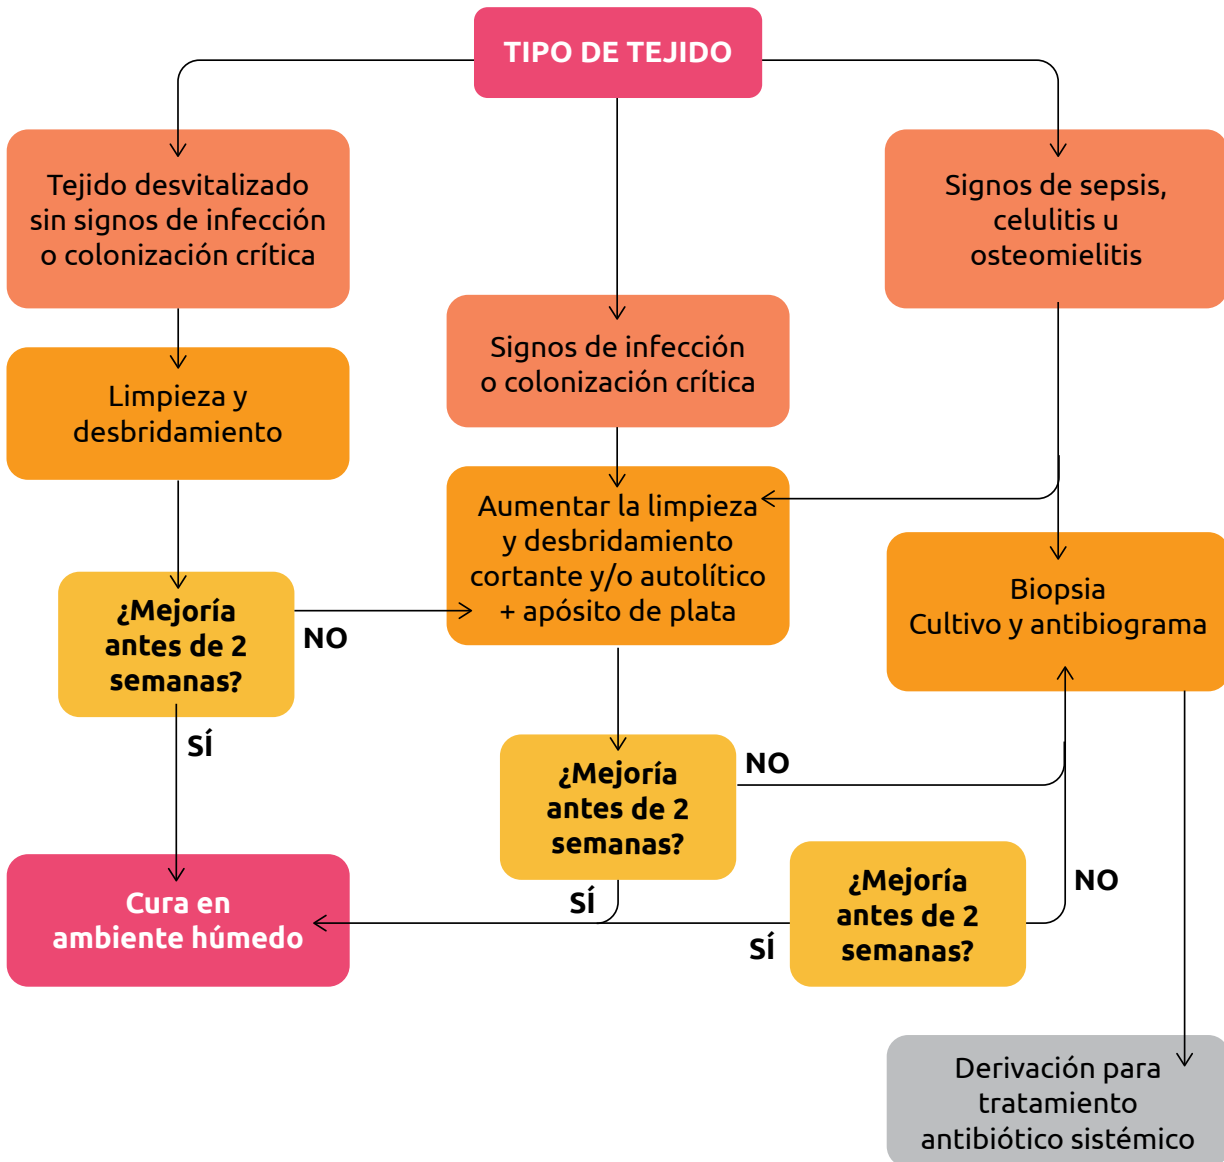 TIPO DE TEJIDO
Tejido desvitalizado
sin signos de infección
o colonización crítica
Signos de sepsis,
celulitis u
osteomielitis
Signos de infección
o colonización crítica
Limpieza y
desbridamiento
Aumentar la limpieza
y desbridamiento
cortante y/o autolítico
+ apósito de plata
Biopsia
Cultivo y antibiograma
¿Mejoría
antes de 2
semanas?
NO
SÍ
¿Mejoría
antes de 2
semanas?
NO
SÍ
¿Mejoría
antes de 2
semanas?
NO
SÍ
Cura en
ambiente húmedo
Derivación para
tratamiento
antibiótico sistémico